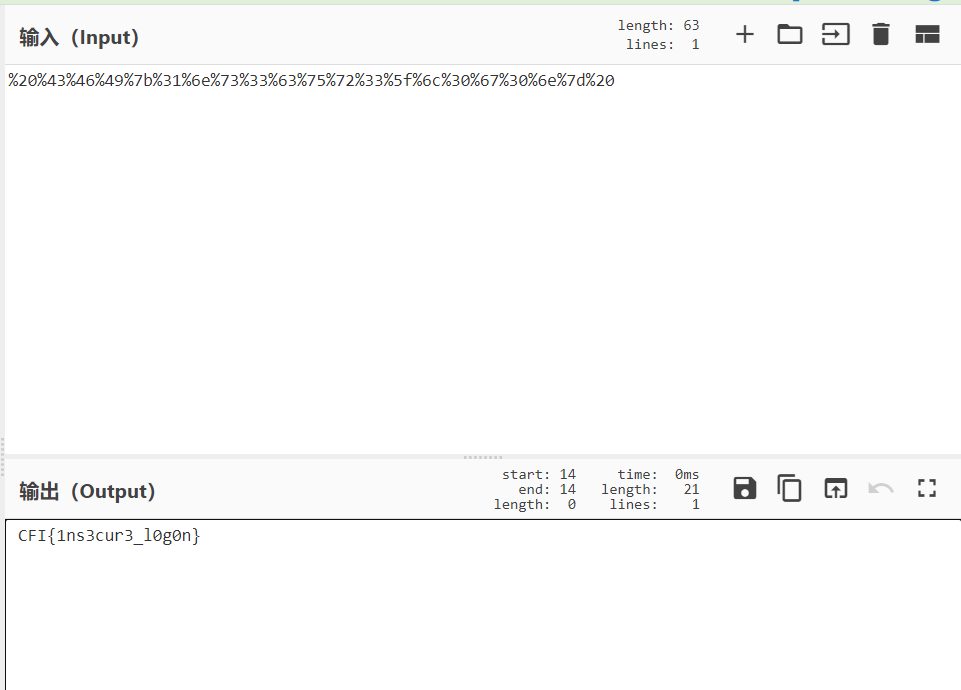 输入（Input）
length: 63
lines: 1
%20%43%46%49%7b%31%6e%73%33%63%75%72%33%5f%6c%30%67%30%6e%7d%20
输出（Output）
start: 14 time: 0ms
end: 14 length: 21
length: 0 lines: 1
CFI{1ns3cur3_l0g0n}